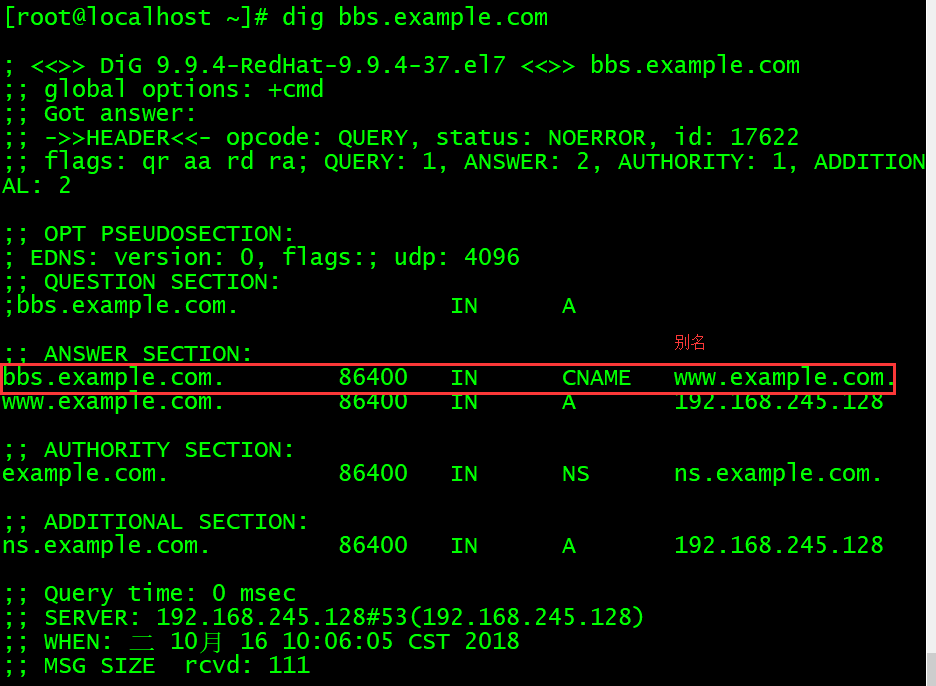 [root@localhost ~]# dig bbs.example.com
; <<>> DiG 9.9.4-RedHat-9.9.4-37.el7 <<>> bbs.example.com
;; global options: +cmd
;; Got answer:
;; ->>HEADER<<- opcode: QUERY, status: NOERROR, id: 17622
;; flags: qr aa rd ra; QUERY: 1, ANSWER: 2, AUTHORITY: 1, ADDITION
AL: 2
;; OPT PSEUDOSECTION:
; EDNS: version: 0, flags:; udp: 4096
;; QUESTION SECTION:
;bbs.example.com. IN A
别名
;; ANSWER SECTION:
bbs.example.com. 86400 IN CNAME www.example.com.
www.example.com. 86400 IN A 192.168.245.128
;; AUTHORITY SECTION:
example.com. 86400 IN NS ns.example.com.
;; ADDITIONAL SECTION:
ns.example.com. 86400 IN A 192.168.245.128
;; Query time: 0 msec
;; SERVER: 192.168.245.128#53(192.168.245.128)
;; WHEN: 二 10月 16 10:06:05 CST 2018
;; MSG SIZE rcvd: 111